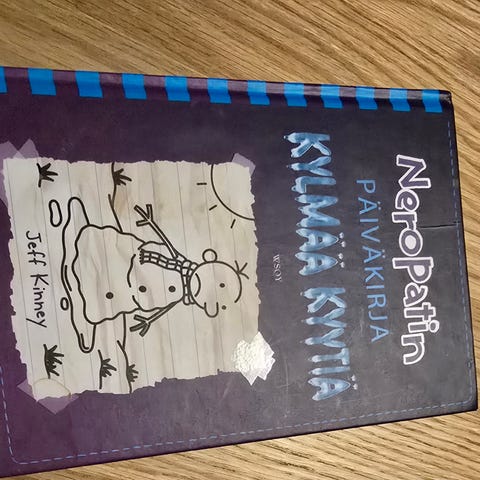 Neropatin
PÄIVÄKIRJA
KYLMÄÄ KYYTIÄ
WSOY
Jeff Kinney